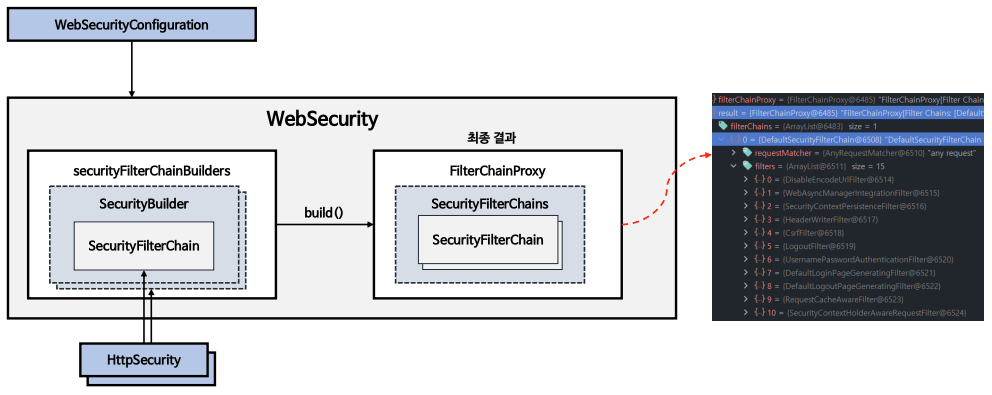 WebSecurityConfiguration
WebSecurity
최종 결과
securityFilterChainBuilders
SecurityBuilder
SecurityFilterChain
build()
FilterChainProxy
SecurityFilterChains
SecurityFilterChain
HttpSecurity
} filterChainProxy = {FilterChainProxy@6485} "FilterChainProxy[Filter Chain
result = {FilterChainProxy@6485} "FilterChainProxy[Filter Chains: [Default
filterChains = {ArrayList@6483} size = 1
0 = {DefaultSecurityFilterChain@6508} "DefaultSecurityFilterChain
requestMatcher = {AnyRequestMatcher@6510} "any request"
filters = {ArrayList@6511} size = 15
{..} 0 = {DisableEncodeUrlFilter@6514}
{..} 1 = {WebAsyncManagerIntegrationFilter@6515}
{..} 2 = {SecurityContextPersistenceFilter@6516}
{..} 3 = {HeaderWriterFilter@6517}
{..} 4 = {CsrfFilter@6518}
{..} 5 = {LogoutFilter@6519}
{..} 6 = {UsernamePasswordAuthenticationFilter@6520}
{..} 7 = {DefaultLoginPageGeneratingFilter@6521}
{..} 8 = {DefaultLogoutPageGeneratingFilter@6522}
{..} 9 = {RequestCacheAwareFilter@6523}
{..} 10 = {SecurityContextHolderAwareRequestFilter@6524}